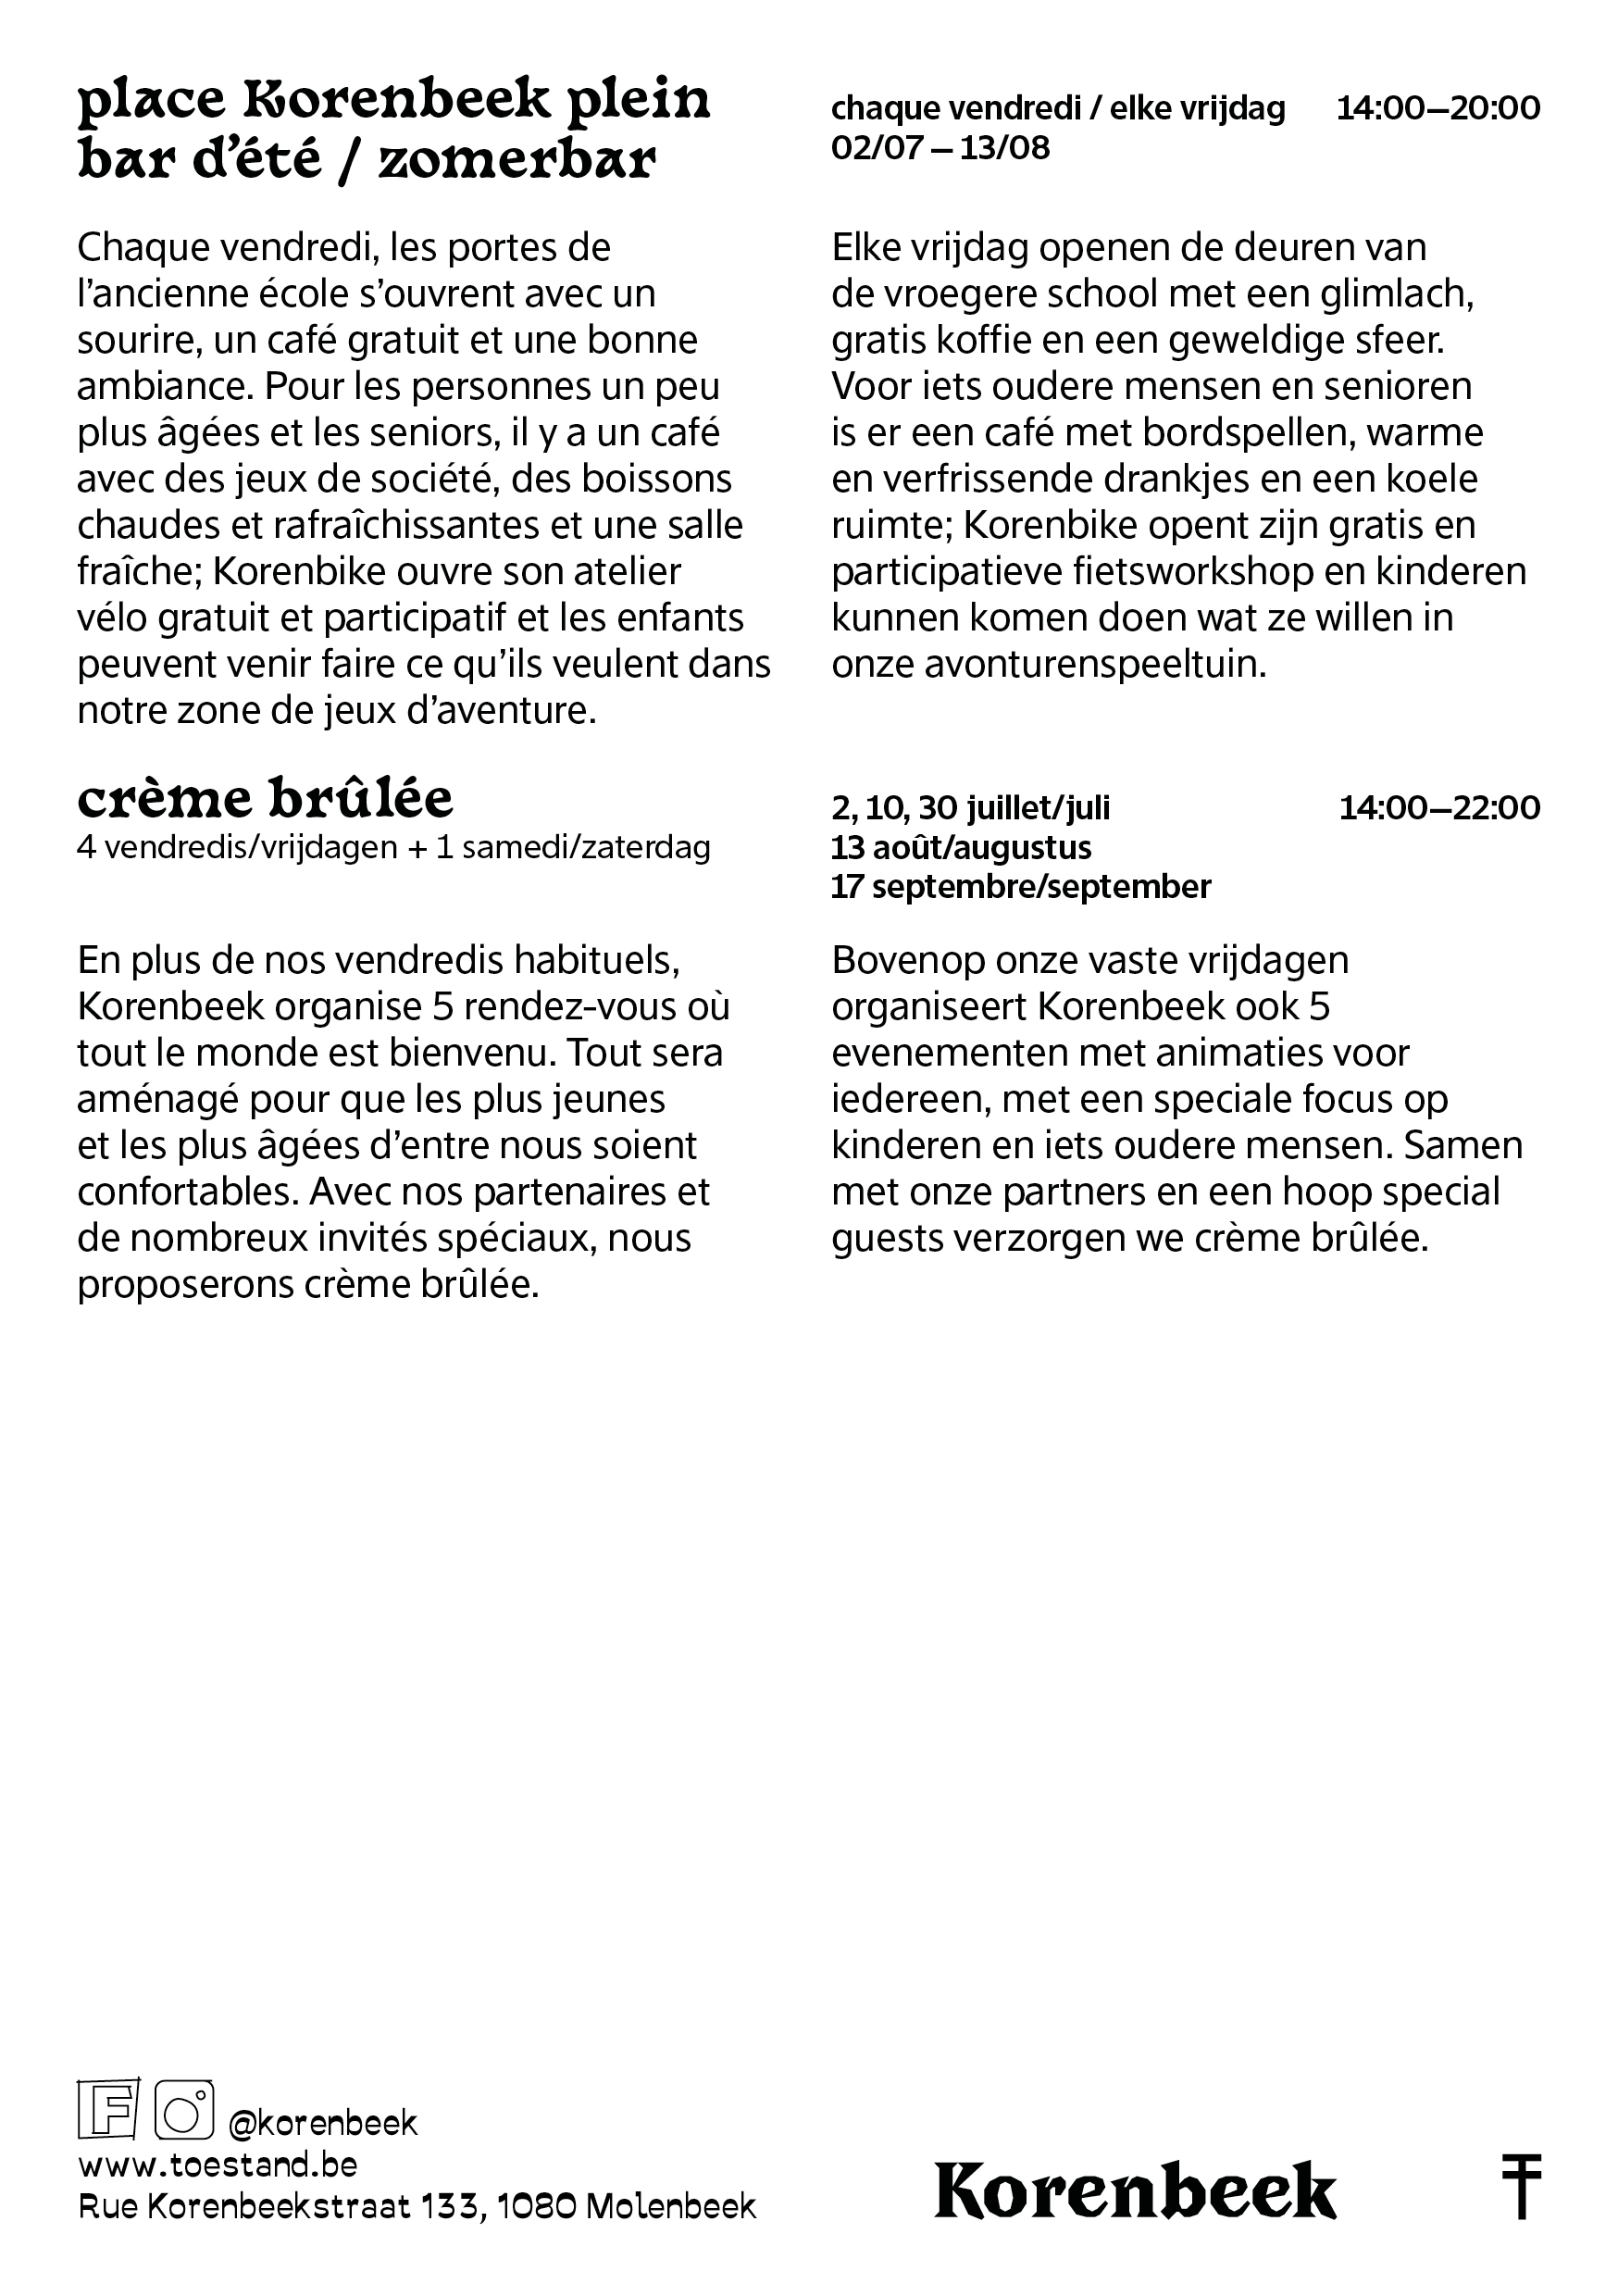 place Korenbeek plein
bar d’été / zomerbar
chaque vendredi / elke vrijdag 14:00—20:00
02/07 — 13/08
Chaque vendredi, les portes de
l’ancienne école s’ouvrent avec un
sourire, un café gratuit et une bonne
ambiance. Pour les personnes un peu
plus âgées et les seniors, il y a un café
avec des jeux de société, des boissons
chaudes et rafraîchissantes et une salle
fraîche; Korenbike ouvre son atelier
vélo gratuit et participatif et les enfants
peuvent venir faire ce qu’ils veulent dans
notre zone de jeux d’aventure.
Elke vrijdag openen de deuren van
de vroegere school met een glimlach,
gratis koffie en een geweldige sfeer.
Voor iets oudere mensen en senioren
is er een café met bordspellen, warme
en verfrissende drankjes en een koele
ruimte; Korenbike opent zijn gratis en
participatieve fietsworkshop en kinderen
kunnen komen doen wat ze willen in
onze avonturenspeeltuin.
crème brûlée
4 vendredis/vrijdagen + 1 samedi/zaterdag
2, 10, 30 juillet/juli 14:00—22:00
13 août/augustus
17 septembre/september
En plus de nos vendredis habituels,
Korenbeek organise 5 rendez-vous où
tout le monde est bienvenu. Tout sera
aménagé pour que les plus jeunes
et les plus âgées d’entre nous soient
confortables. Avec nos partenaires et
de nombreux invités spéciaux, nous
proposerons crème brûlée.
Bovenop onze vaste vrijdagen
organiseert Korenbeek ook 5
evenementen met animaties voor
iedereen, met een speciale focus op
kinderen en iets oudere mensen. Samen
met onze partners en een hoop special
guests verzorgen we crème brûlée.
F @korenbeek
www.toestand.be
Rue Korenbeekstraat 133, 1080 Molenbeek
Korenbeek